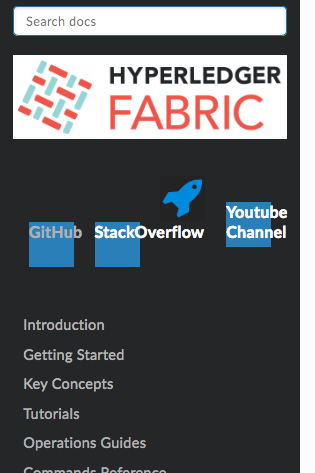 Search docs
HYPERLEDGER
FABRIC
GitHub
StackOverflow
Youtube
Channel
Introduction
Getting Started
Key Concepts
Tutorials
Operations Guides
Commands Reference